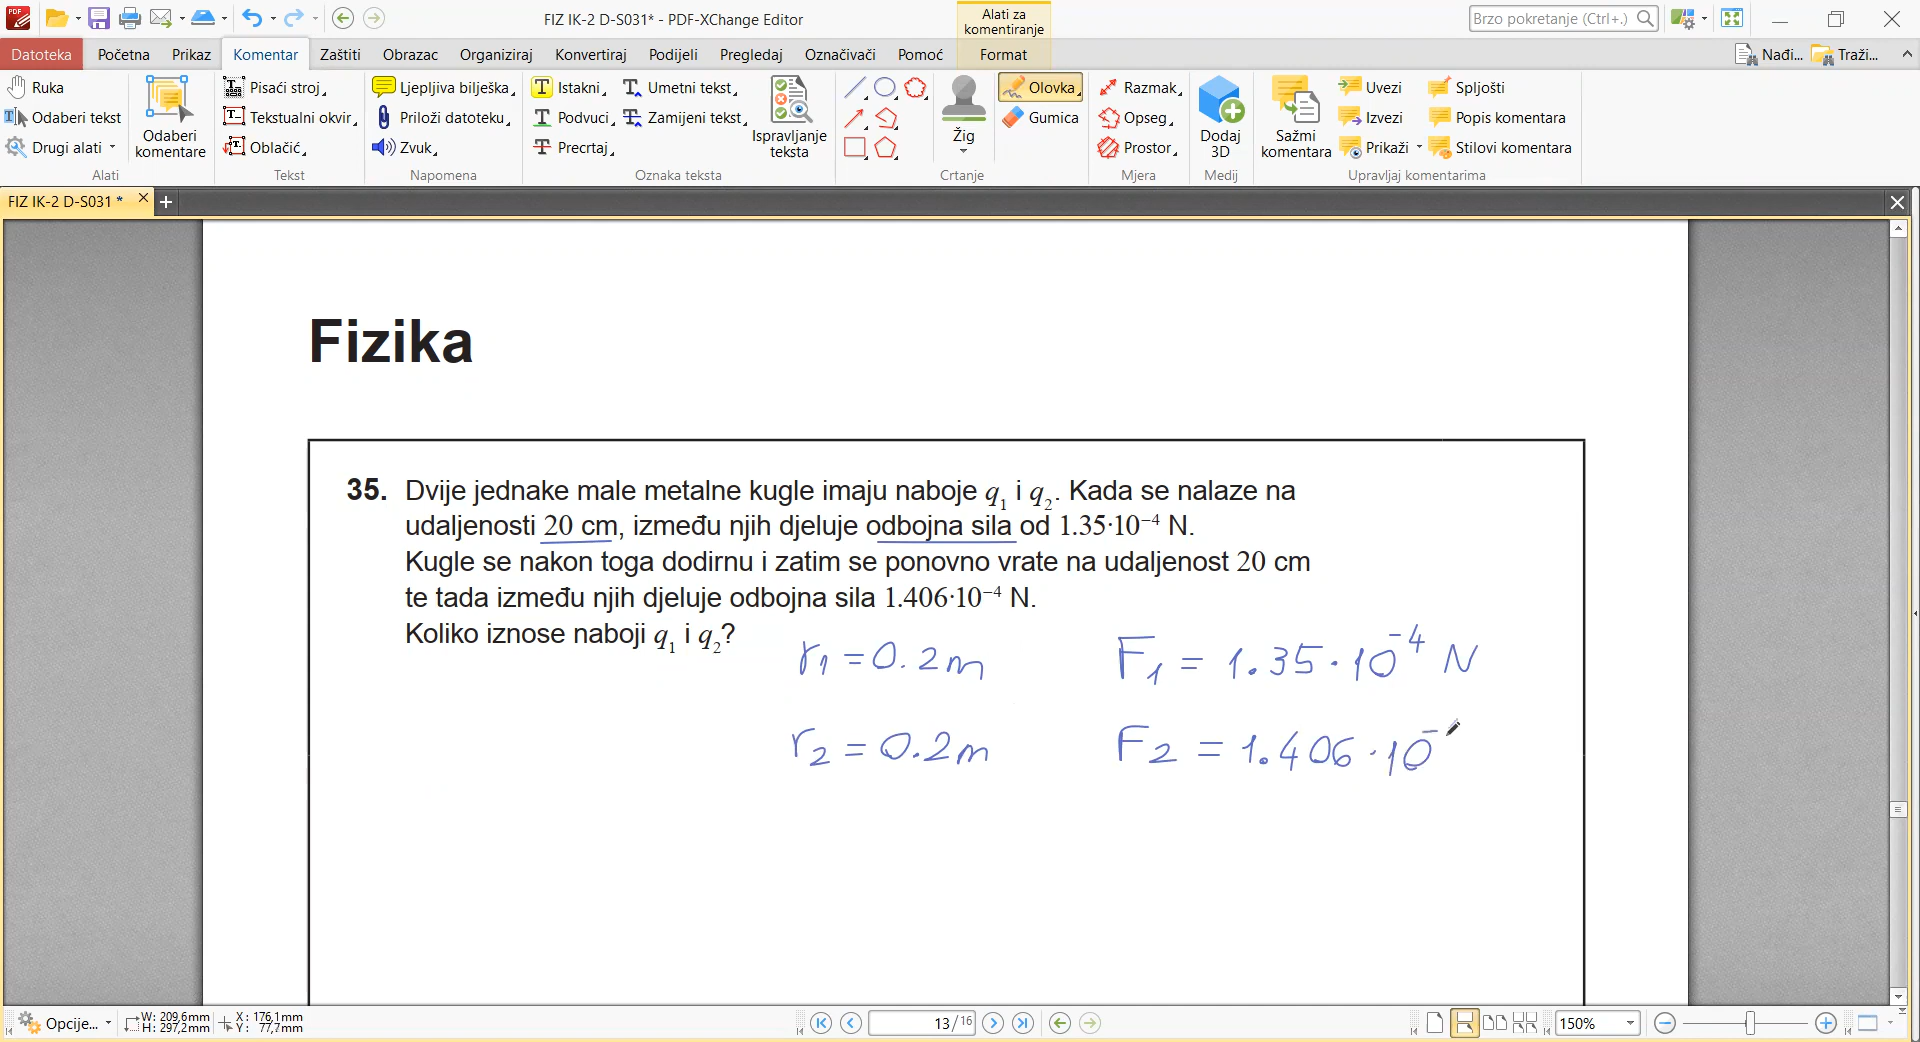 FIZ IK-2 D-S031* - PDF-XChange Editor
Alati za komentiranje
Brzo pokretanje (Ctrl+.)
Datoteka Početna Prikaz Komentar Zaštiti Obrazac Organiziraj Konvertiraj Podijeli Pregledaj Označivači Pomoć Format Nađi... Traži...
Ruka
Odaberi tekst
Drugi alati
Odaberi komentare
Alati
Pisaći stroj
Tekstualni okvir
Oblačić
Tekst
Ljepljiva bilješka
Priloži datoteku
Zvuk
Napomena
Istakni
Podvuci
Precrtaj
Umetni tekst
Zamijeni tekst
Ispravljanje teksta
Oznaka teksta
Žig
Olovka
Gumica
Crtanje
Razmak
Opseg
Prostor
Mjera
Dodaj 3D
Medij
Sažmi komentara
Uvezi
Izvezi
Prikaži
Spljošti
Popis komentara
Stilovi komentara
Upravljaj komentarima
FIZ IK-2 D-S031 *
Fizika
35. Dvije jednake male metalne kugle imaju naboje q₁ i q₂. Kada se nalaze na
udaljenosti 20 cm, između njih djeluje odbojna sila od 1.35·10⁻⁴ N.
Kugle se nakon toga dodirnu i zatim se ponovno vrate na udaljenost 20 cm
te tada između njih djeluje odbojna sila 1.406·10⁻⁴ N.
Koliko iznose naboji q₁ i q₂?
r₁ = 0.2 m F₁ = 1.35·10⁻⁴ N
r₂ = 0.2 m F₂ = 1.406·10⁻
Opcije... W: 209,6mm X: 176,1mm
H: 297,2mm Y: 77,7mm
13/16
150%